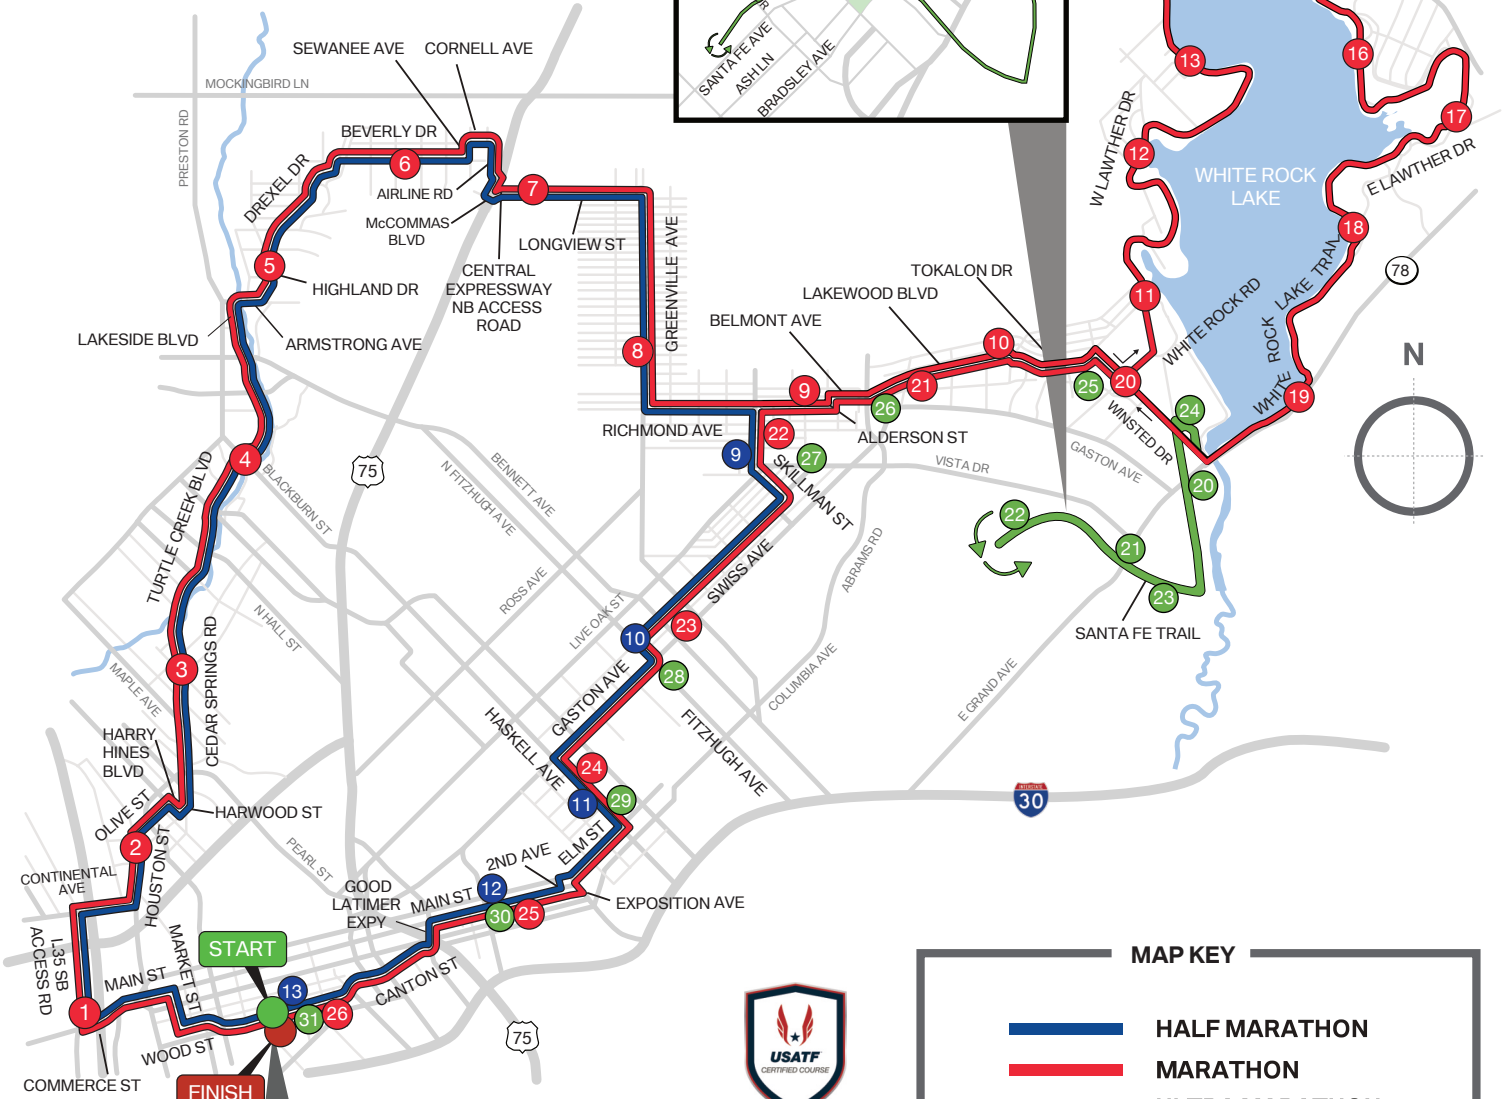 SANTA FE AVE
ASH LN
BRADSLEY AVE
13
16
SEWANEE AVE
CORNELL AVE
MOCKINGBIRD LN
17
PRESTON RD
W LAWTHER DR
12
BEVERLY DR
6
E LAWTHER DR
DREXEL DR
WHITE ROCK
LAKE
AIRLINE RD
7
McCOMMAS
BLVD
18
LONGVIEW ST
GREENVILLE AVE
5
CENTRAL
EXPRESSWAY
NB ACCESS
ROAD
TOKALON DR
78
HIGHLAND DR
LAKEWOOD BLVD
11
WHITE ROCK RD
BELMONT AVE
LAKESIDE BLVD
ARMSTRONG AVE
8
10
N
9
21
25
20
WHITE ROCK LAKE TRAIL
19
26
24
WINSTED DR
RICHMOND AVE
22
ALDERSON ST
9
27
SKILLMAN ST
VISTA DR
GASTON AVE
4
75
TURTLE CREEK BLVD
BLACKBURN ST
N FITZHUGH AVE
BENNETT AVE
20
22
21
23
SWISS AVE
ABRAMS RD
ROSS AVE
LIVE OAK ST
N HALL ST
SANTA FE TRAIL
10
23
3
CEDAR SPRINGS RD
MAPLE AVE
28
GASTON AVE
COLUMBIA AVE
E GRAND AVE
HASKELL AVE
FITZHUGH AVE
HARRY
HINES
BLVD
24
11
29
INTERSTATE
30
OLIVE ST
HARWOOD ST
2
HOUSTON ST
PEARL ST
ELM ST
2ND AVE
CONTINENTAL
AVE
GOOD
LATIMER
EXPY
MAIN ST
12
30
25
EXPOSITION AVE
I-35 SB
ACCESS RD
MARKET ST
START
MAIN ST
CANTON ST
MAP KEY
1
13
31
26
WOOD ST
75
USATF
CERTIFIED COURSE
HALF MARATHON
COMMERCE ST
MARATHON
FINISH
ULTRA MARATHON